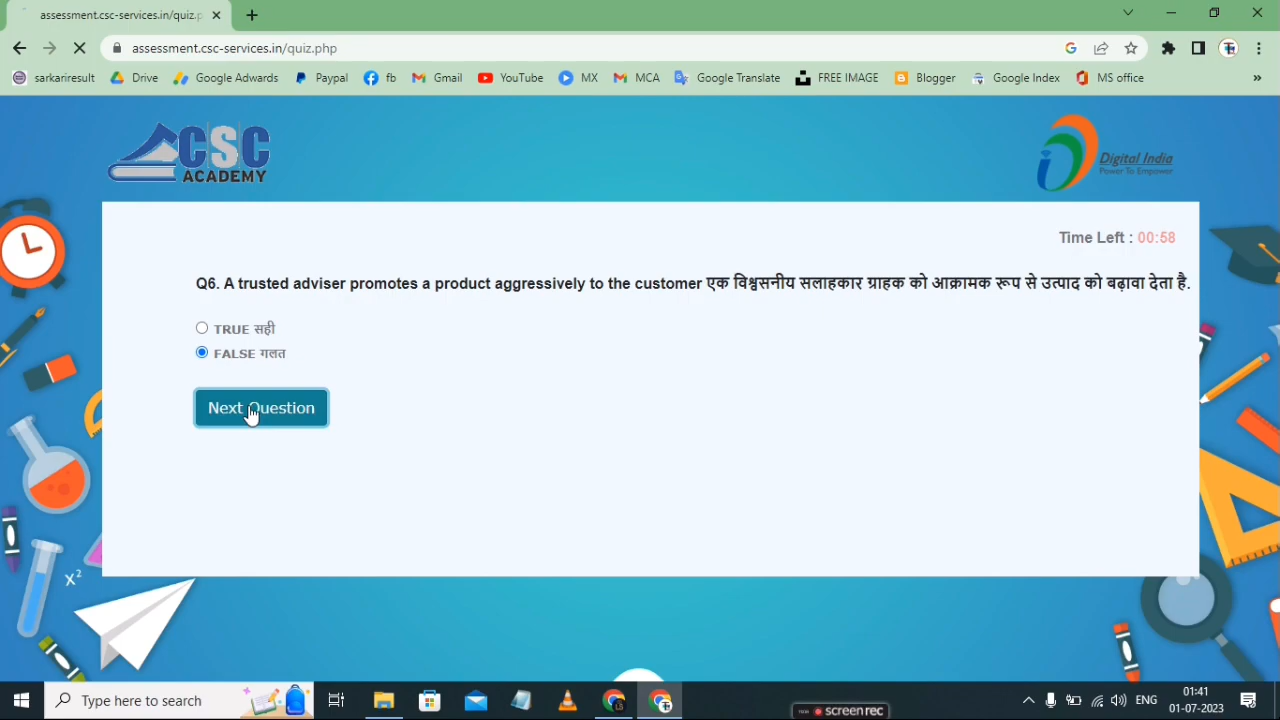 assessment.csc-services.in/quiz.p
assessment.csc-services.in/quiz.php
sarkariresult Drive Google Adwards Paypal fb Gmail YouTube MX MCA Google Translate FREE IMAGE Blogger Google Index MS office »
CSC
ACADEMY
Digital India
Power To Empower
Time Left : 00:58
Q6. A trusted adviser promotes a product aggressively to the customer एक विश्वसनीय सलाहकार ग्राहक को आक्रामक रूप से उत्पाद को बढ़ावा देता है.
TRUE सही
FALSE गलत
Next Question
x²
Type here to search
ENG
01:41
01-07-2023
screenrec